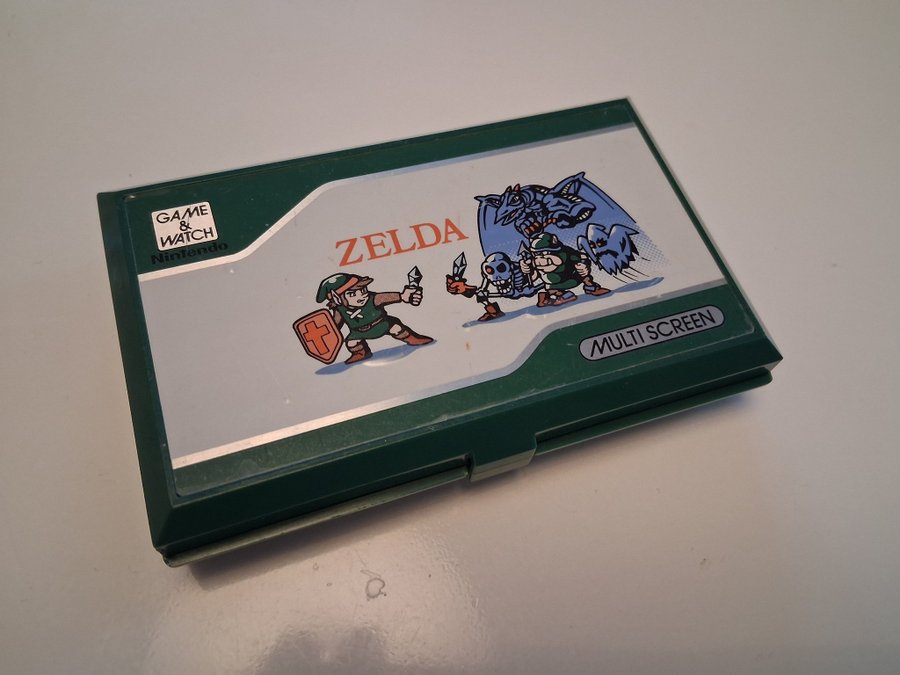 GAME
&
WATCH
Nintendo
ZELDA
MULTI SCREEN